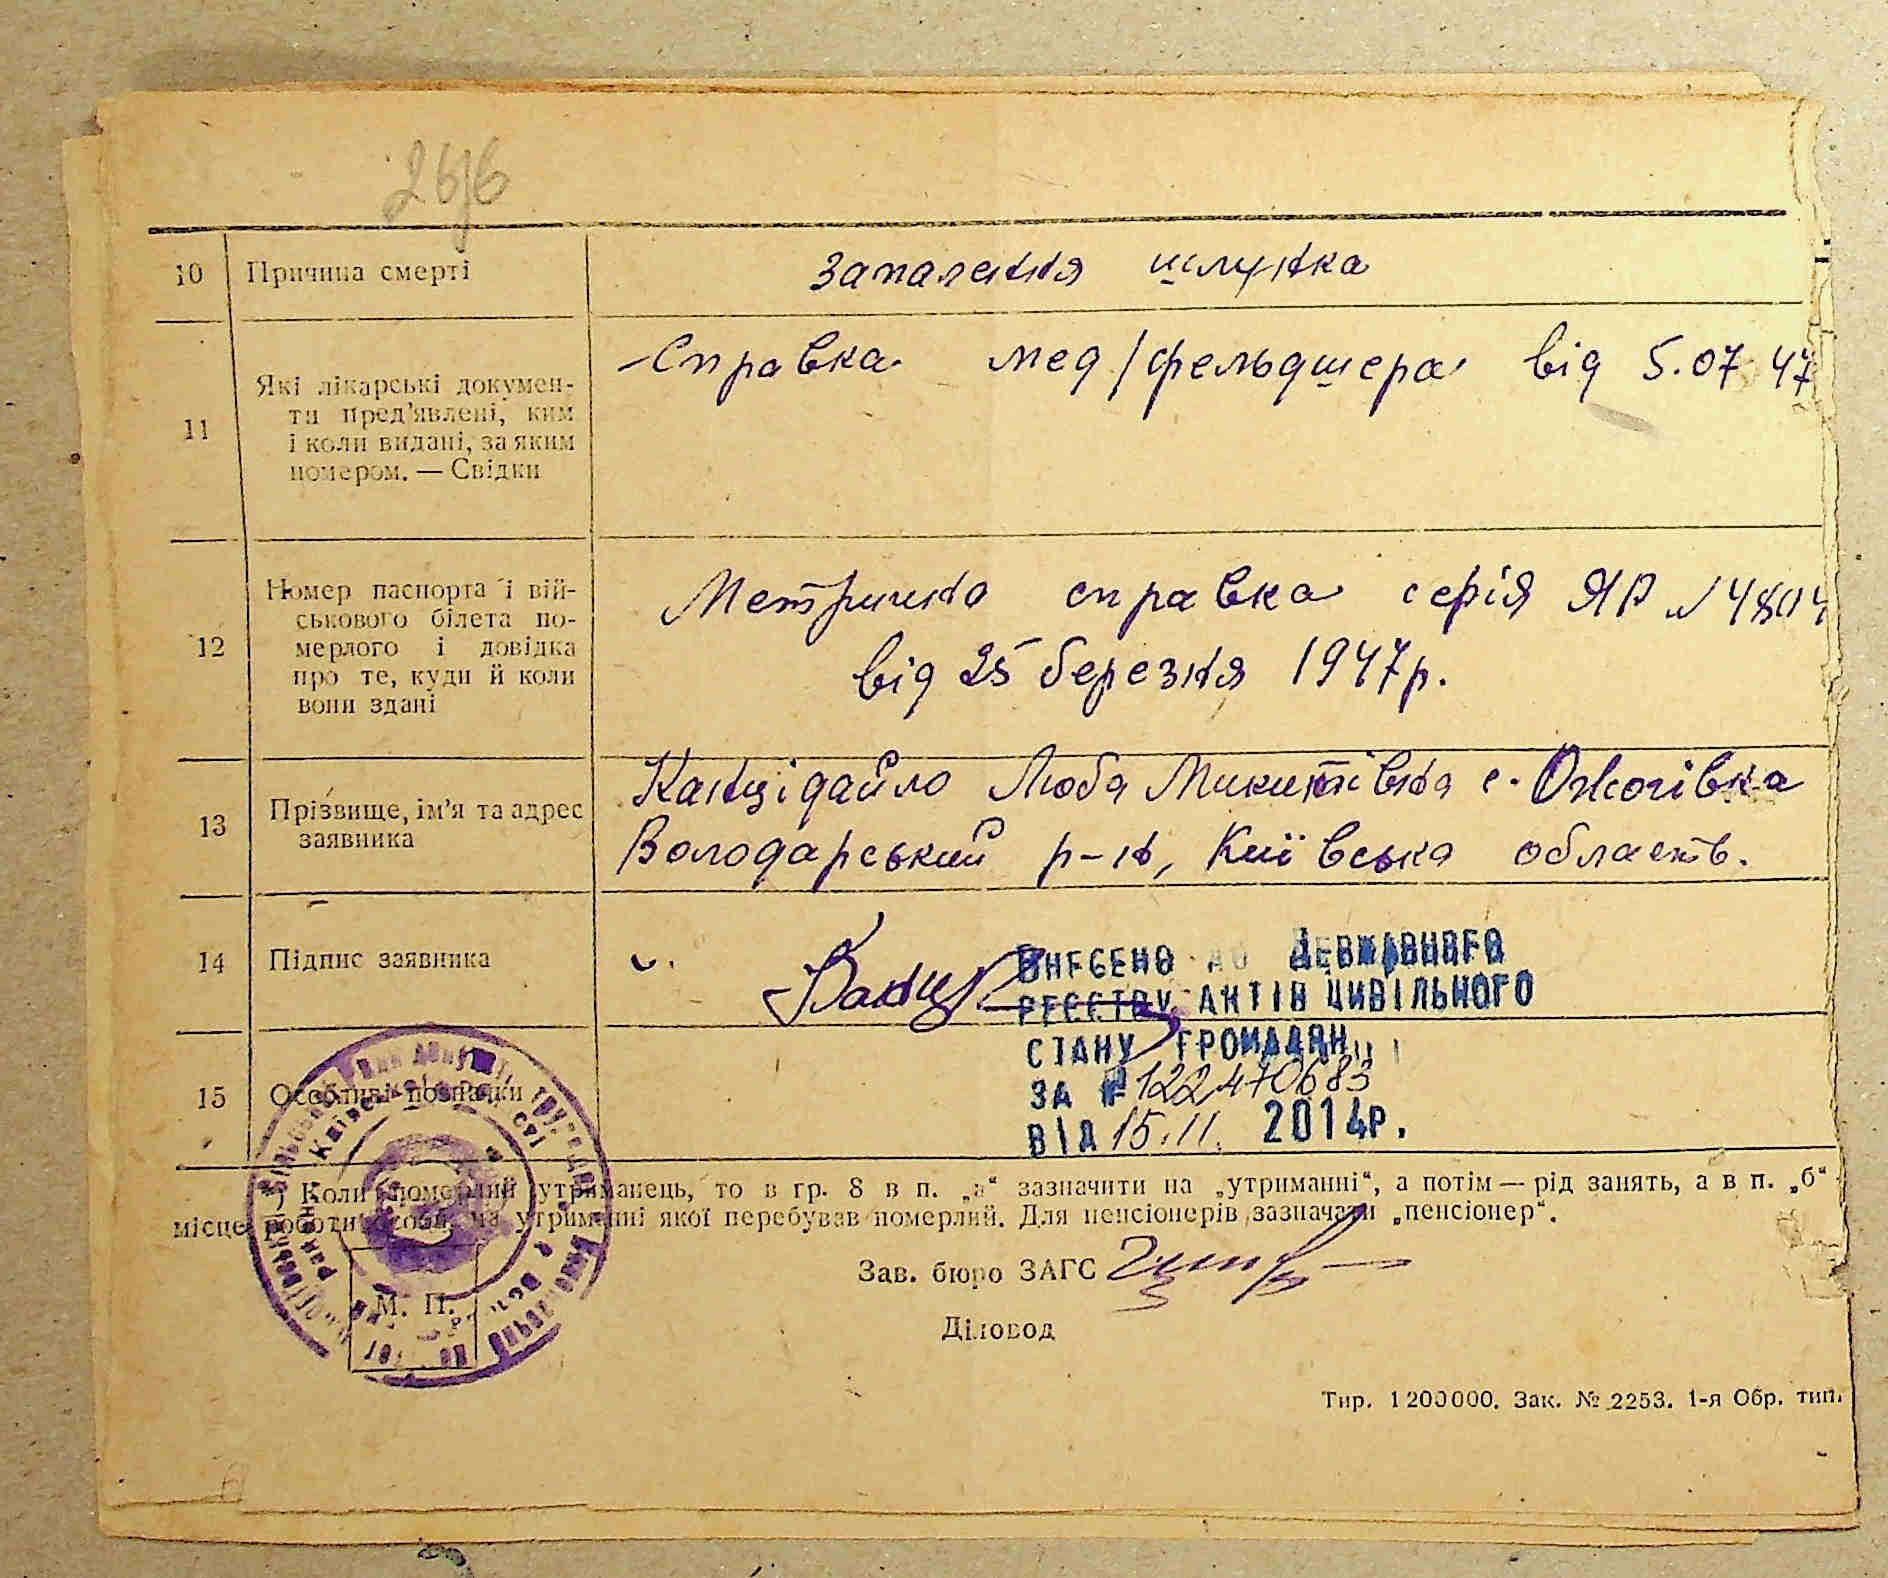 10 Причина смерті
запалення шлунка
11 Які лікарські докумен-
ти пред'явлені, ким
і коли видані, за яким
номером. — Свідки
Справка мед/фельдшера від 5.07 47
12 Номер паспорта і вій-
ськового білета по-
мерлого і довідка
про те, куди й коли
вони здані
Метрична справка серія ЯР № 4804
від 25 березня 1947р.
13 Прізвище, ім'я та адрес
заявника
Канцідайло Люба Микитівна с. Ожогівка
Володарський р-н, Київська область.
14 Підпис заявника
15 Особливі позначки
ВНЕСЕНО ДО ДЕРЖАВНОГО
РЕЄСТРУ АКТІВ ЦИВІЛЬНОГО
СТАНУ ГРОМАДЯН
ЗА № 122470683
ВІД 15.11. 2014Р.
Коли померлий утриманець, то в гр. 8 в п. „а“ зазначити на „утриманні“, а потім — рід занять, а в п. „б“
місце роботи особи, на утриманні якої перебував померлий. Для пенсіонерів зазначати „пенсіонер“.
Зав. бюро ЗАГС
М. П.
Діловод
Тир. 1200000. Зак. № 2253. 1-я Обр. тип.